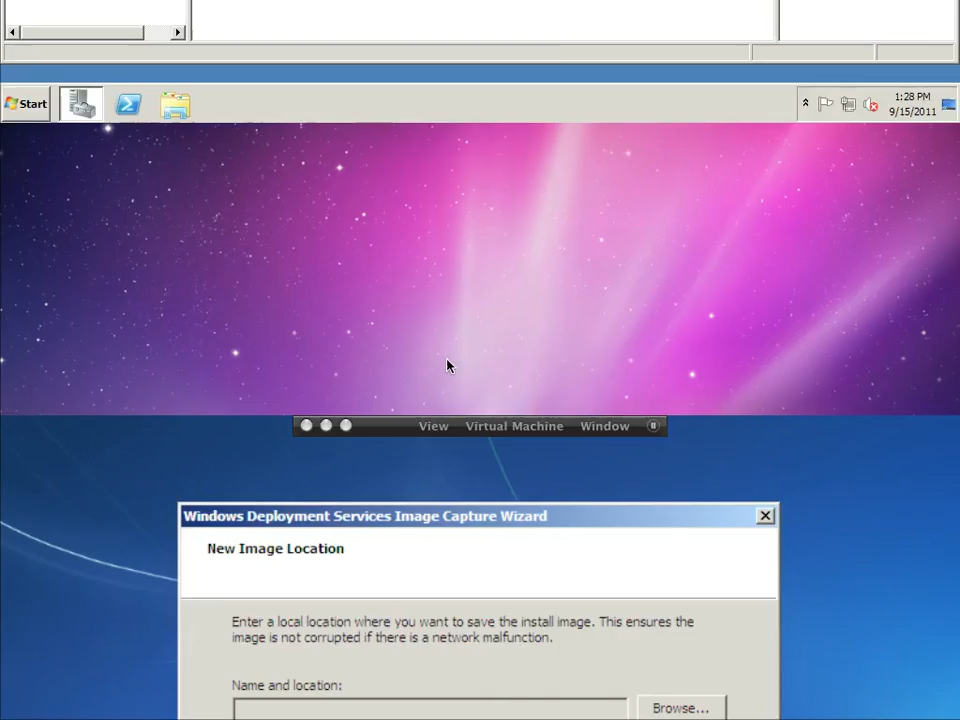 Start
1:28 PM
9/15/2011
View Virtual Machine Window
Windows Deployment Services Image Capture Wizard
New Image Location
Enter a local location where you want to save the install image. This ensures the
image is not corrupted if there is a network malfunction.
Name and location:
Browse...